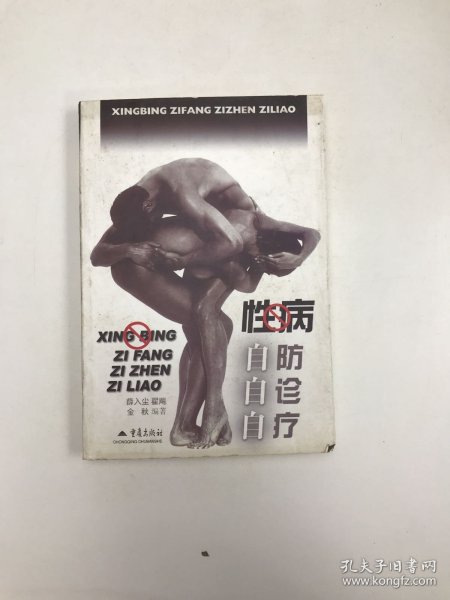 XINGBING ZIFANG ZIZHEN ZILIAO
性病
自防
自诊
自疗
XING BING
ZI FANG
ZI ZHEN
ZI LIAO
薛入尘 翟飚
金秋 编著
重庆出版社
CHONGQING CHUBANSHE
孔夫子旧书网
www.kongfz.com